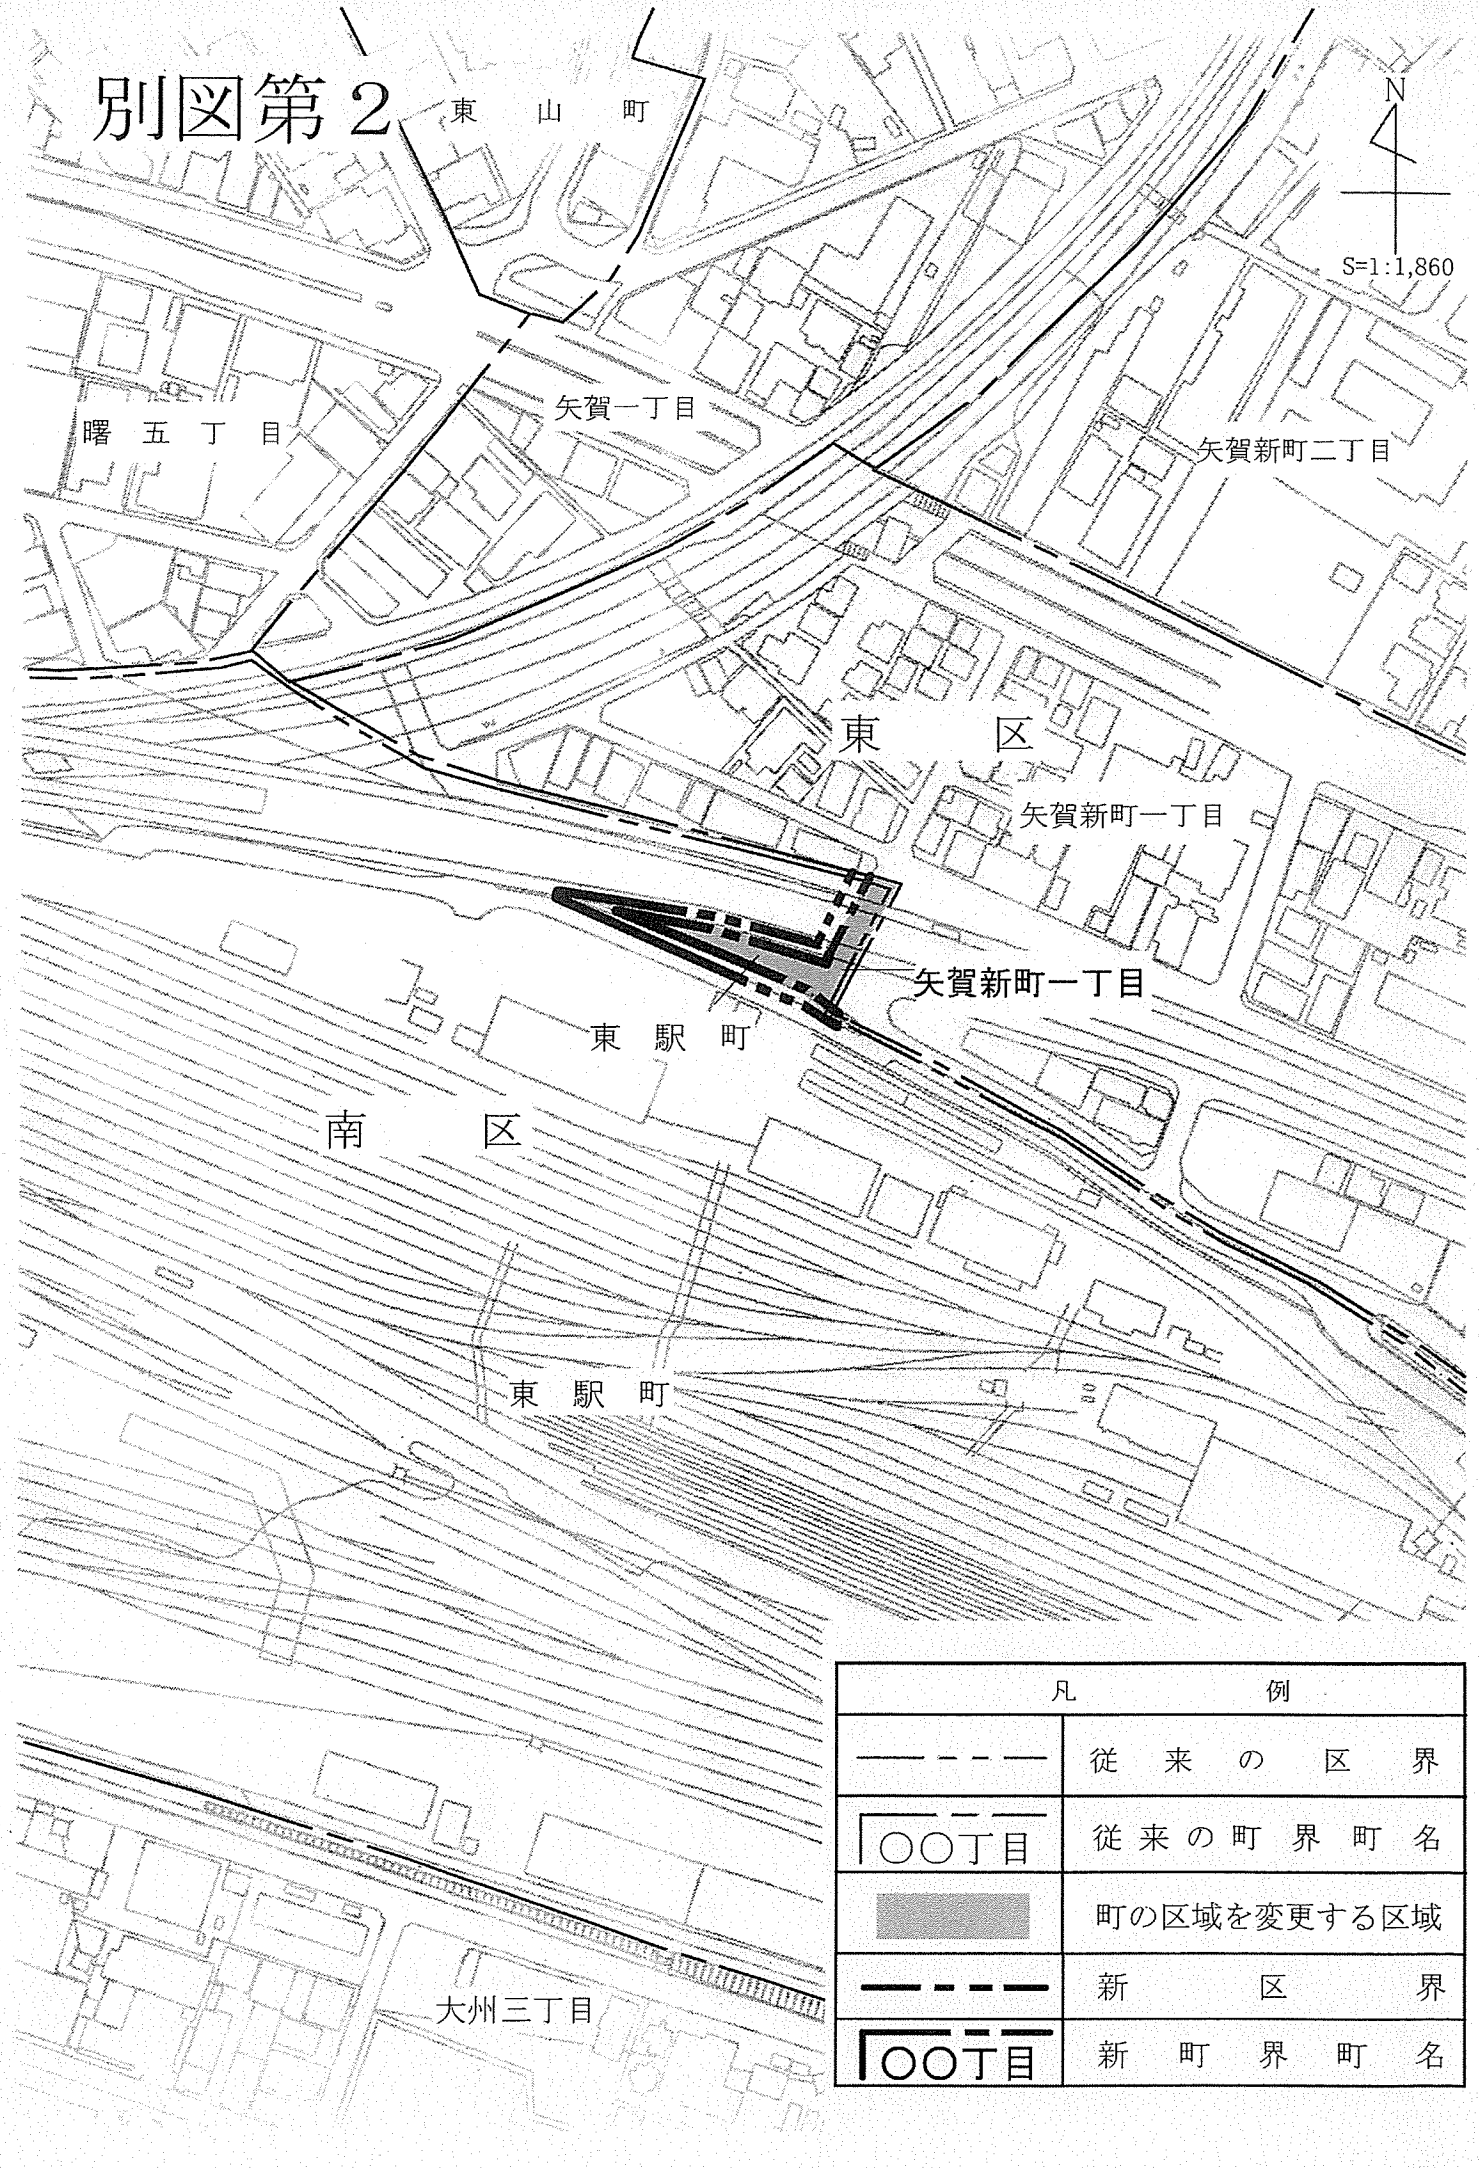 別図第２
東山町
N
S=1:1,860
矢賀一丁目
曙五丁目
矢賀新町二丁目
東区
矢賀新町一丁目
矢賀新町一丁目
東駅町
南区
東駅町
大州三丁目
凡例
従来の区界
〇〇丁目 従来の町界町名
町の区域を変更する区域
新区界
〇〇丁目 新町界町名